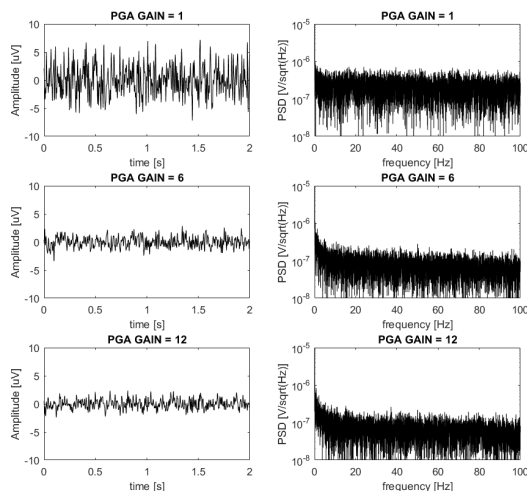 PGA GAIN = 1
10
5
0
-5
-10
Amplitude [uV]
0 0.5 1 1.5 2
time [s]
PGA GAIN = 1
10-5
10-6
10-7
10-8
PSD [V/sqrt(Hz)]
0 20 40 60 80 100
frequency [Hz]
PGA GAIN = 6
10
5
0
-5
-10
Amplitude [uV]
0 0.5 1 1.5 2
time [s]
PGA GAIN = 6
10-5
10-6
10-7
10-8
PSD [V/sqrt(Hz)]
0 20 40 60 80 100
frequency [Hz]
PGA GAIN = 12
10
5
0
-5
-10
Amplitude [uV]
0 0.5 1 1.5 2
time [s]
PGA GAIN = 12
10-5
10-6
10-7
10-8
PSD [V/sqrt(Hz)]
0 20 40 60 80 100
frequency [Hz]